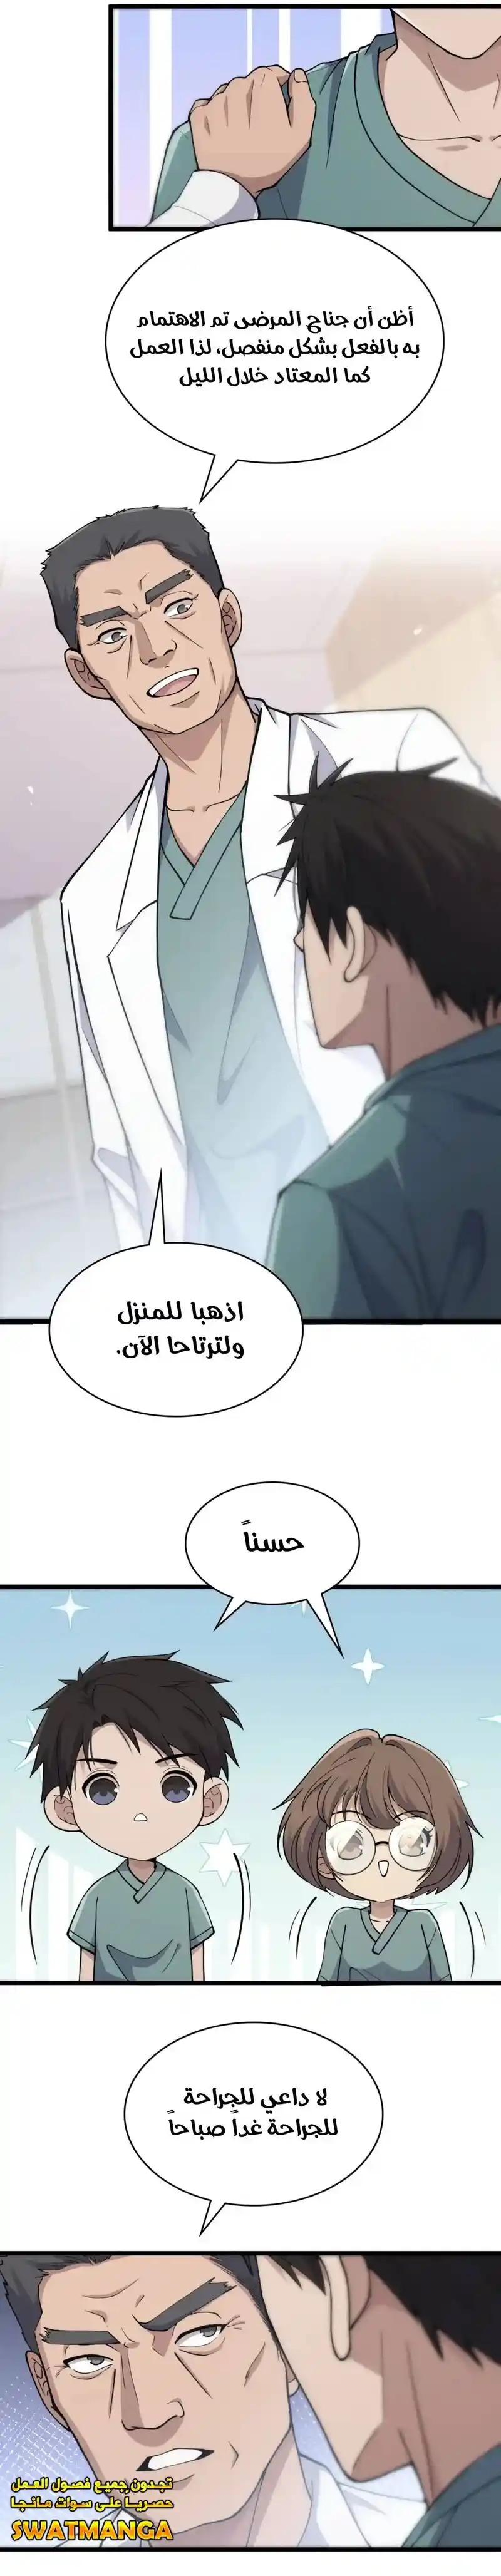 أظن أن جناح المرضى تم الاهتمام
به بالفعل بشكل منفصل، لذا العمل
كما المعتاد خلال الليل
اذهبا للمنزل
ولترتاحا الآن.
حسناً
لا داعي للجراحة
للجراحة غداً صباحاً
تجدون جميع فصول العمل
حصريا على سوات مانجا
SWATMANGA